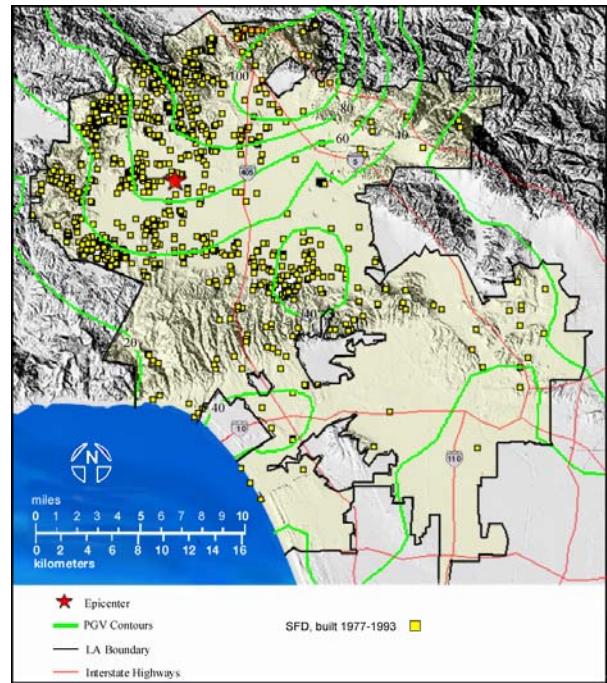 100
80
60
40
405
5
40
20
40
10
110
N
miles
0 1 2 3 4 5 6 7 8 9 10
0 2 4 6 8 10 12 14 16
kilometers
Epicenter
PGV Contours
SFD, built 1977-1993
LA Boundary
Interstate Highways